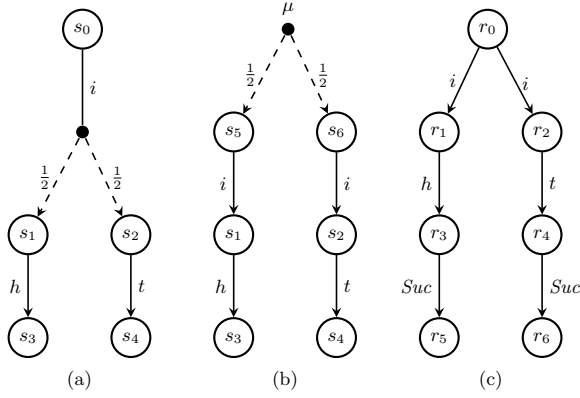 s0
i
1/2 1/2
s1 s2
h t
s3 s4
(a)
μ
1/2 1/2
s5 s6
i i
s1 s2
h t
s3 s4
(b)
r0
i i
r1 r2
h t
r3 r4
Suc Suc
r5 r6
(c)